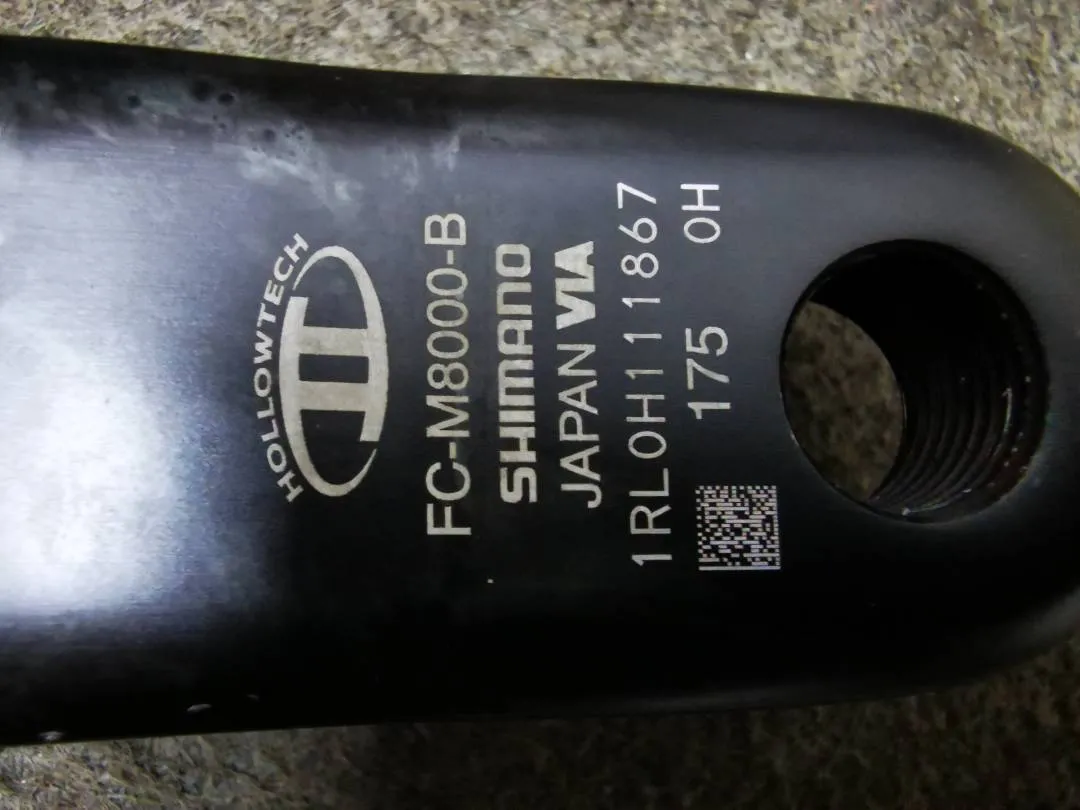 HOLLOWTECH
II
FC-M8000-B
SHIMANO
JAPAN VIA
1RL0H111867
175 0H